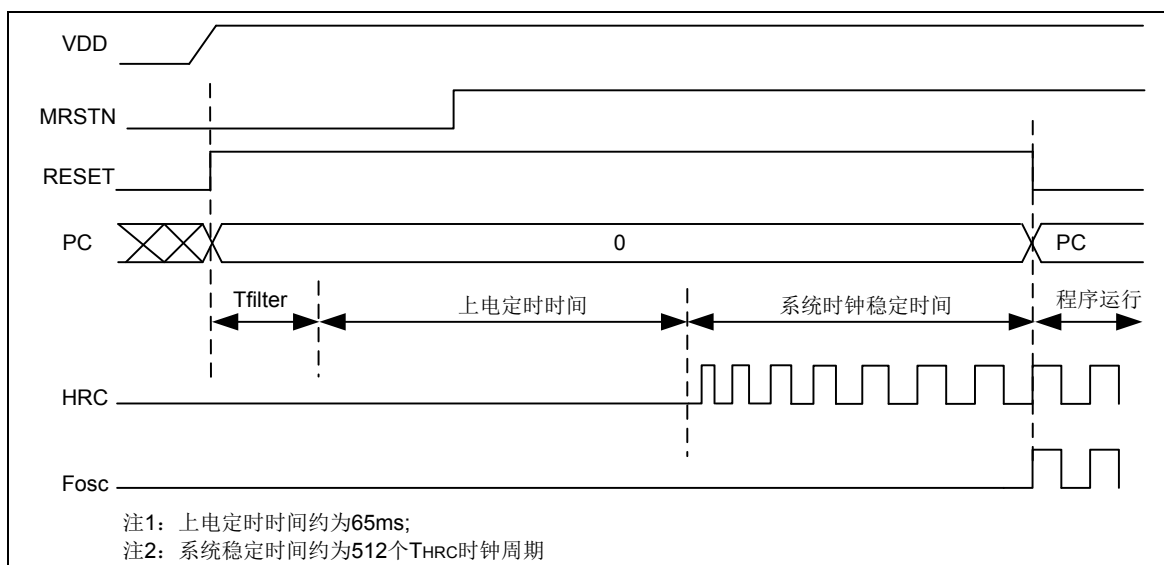 VDD
MRSTN
RESET
PC 0 PC
Tfilter 上电定时时间 系统时钟稳定时间 程序运行
HRC
Fosc
注1：上电定时时间约为65ms;
注2：系统稳定时间约为512个THRC时钟周期